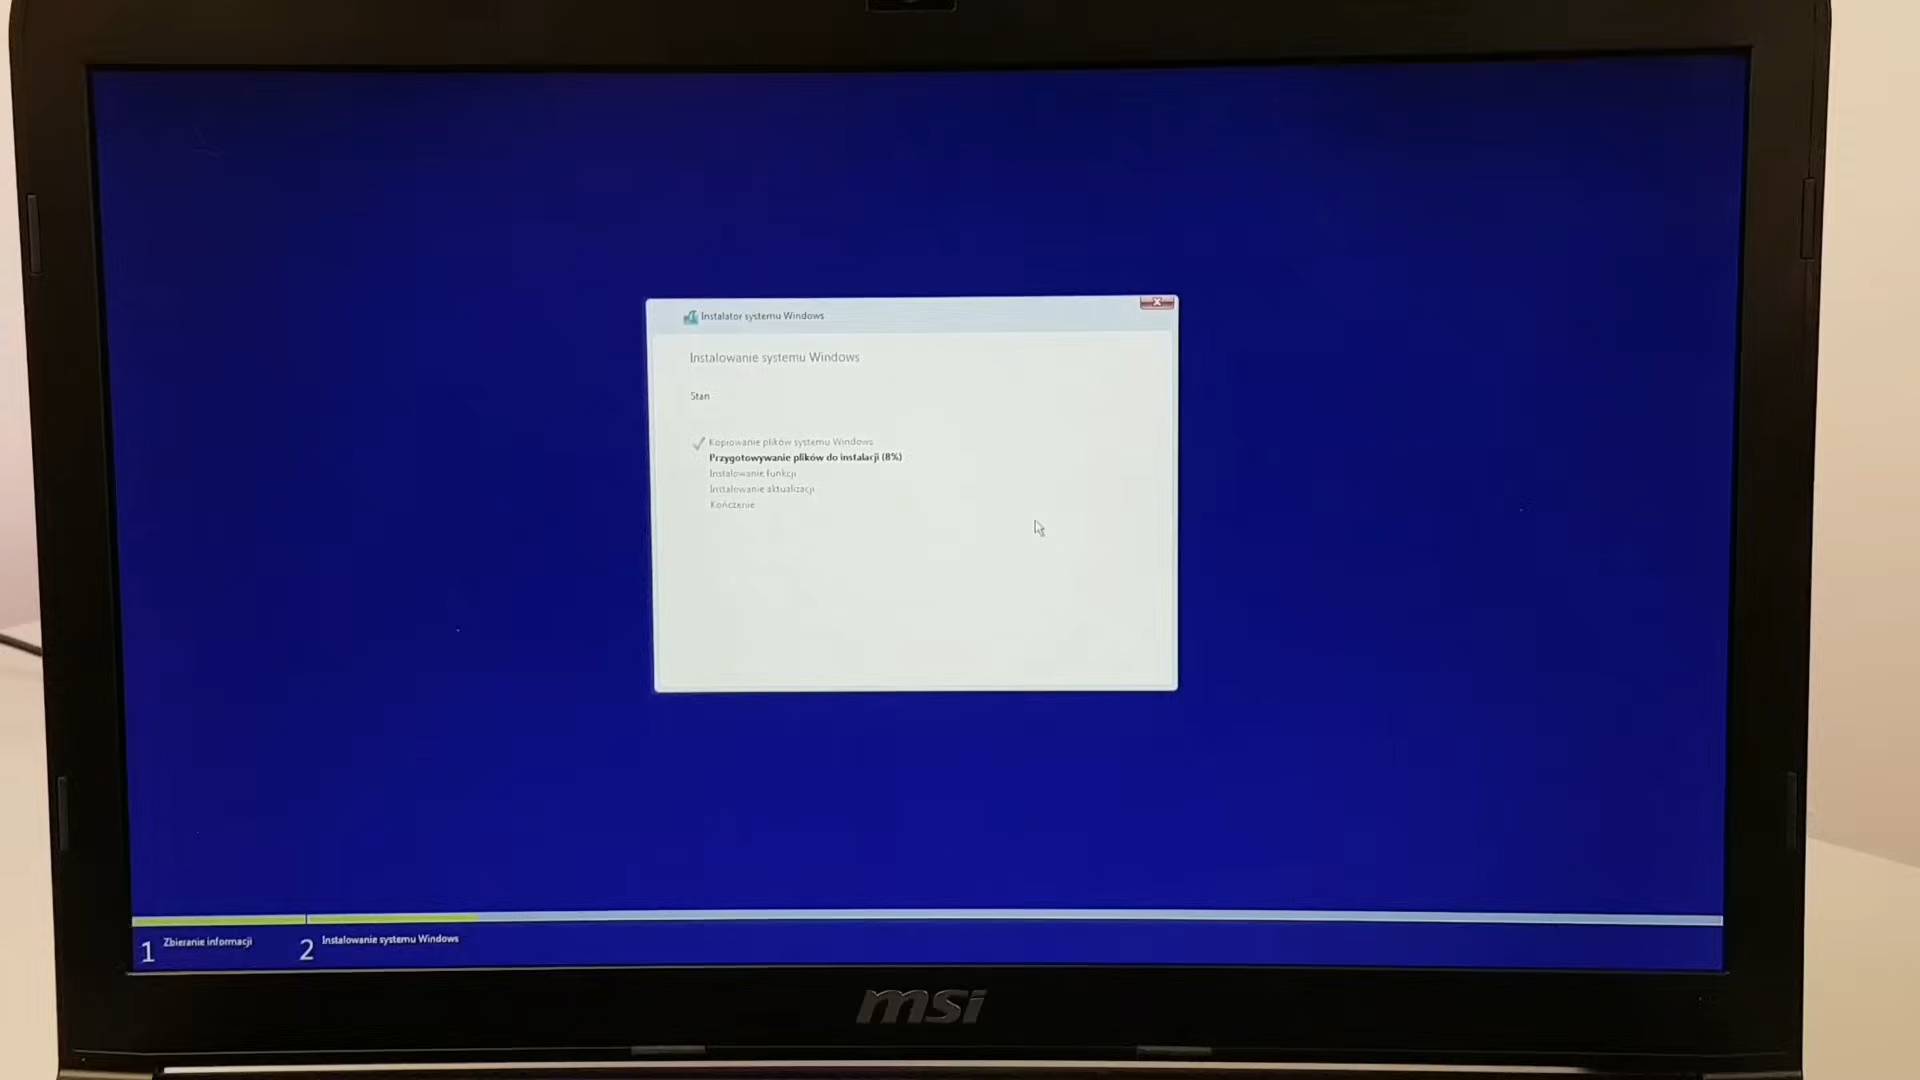 Instalator systemu Windows
Instalowanie systemu Windows
Stan
Kopiowanie plików systemu Windows
Przygotowywanie plików do instalacji (8%)
Instalowanie funkcji
Instalowanie aktualizacji
Kończenie
1 Zbieranie informacji
2 Instalowanie systemu Windows
msi